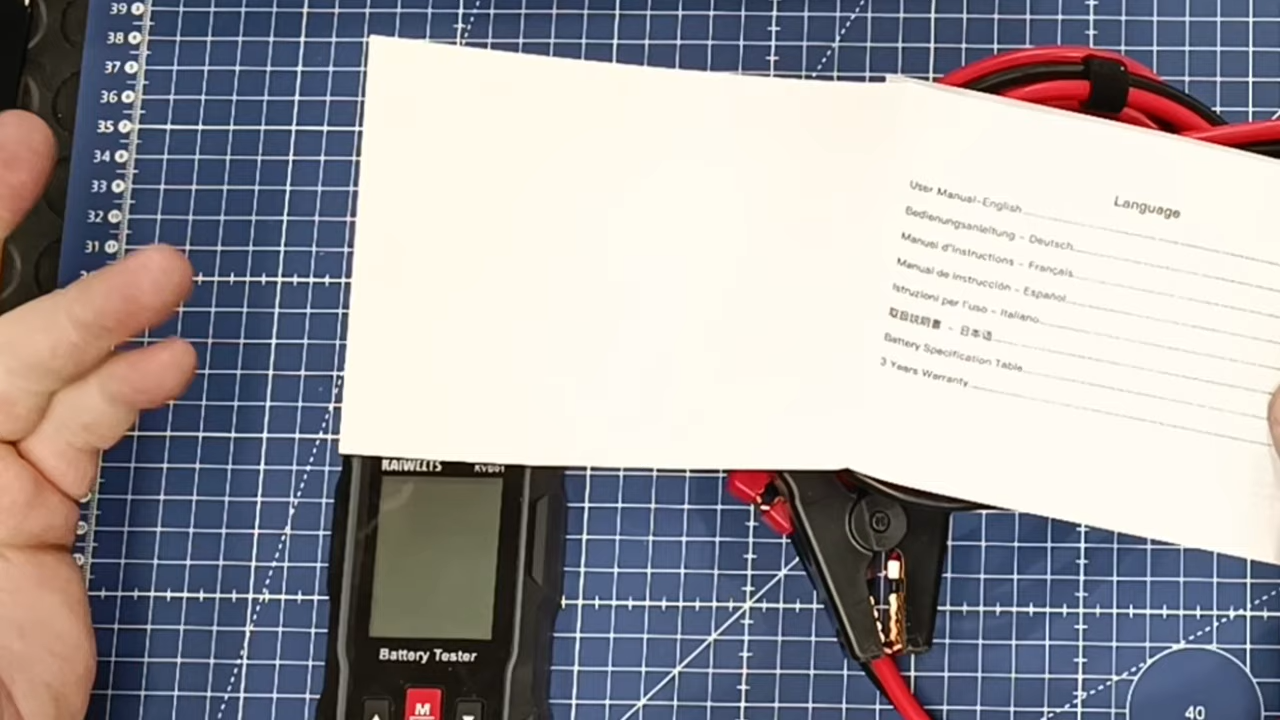 39
38
37
36
35
34
33
32
31
Language
User Manual-English
Bedienungsanleitung - Deutsch
Manuel d'Instructions - Français
Manual de Instrucción - Español
Istruzioni per l'uso - Italiano
取扱説明書 - 日本语
Battery Specification Table
3 Years Warranty
KAIWEETS
Battery Tester
M
40